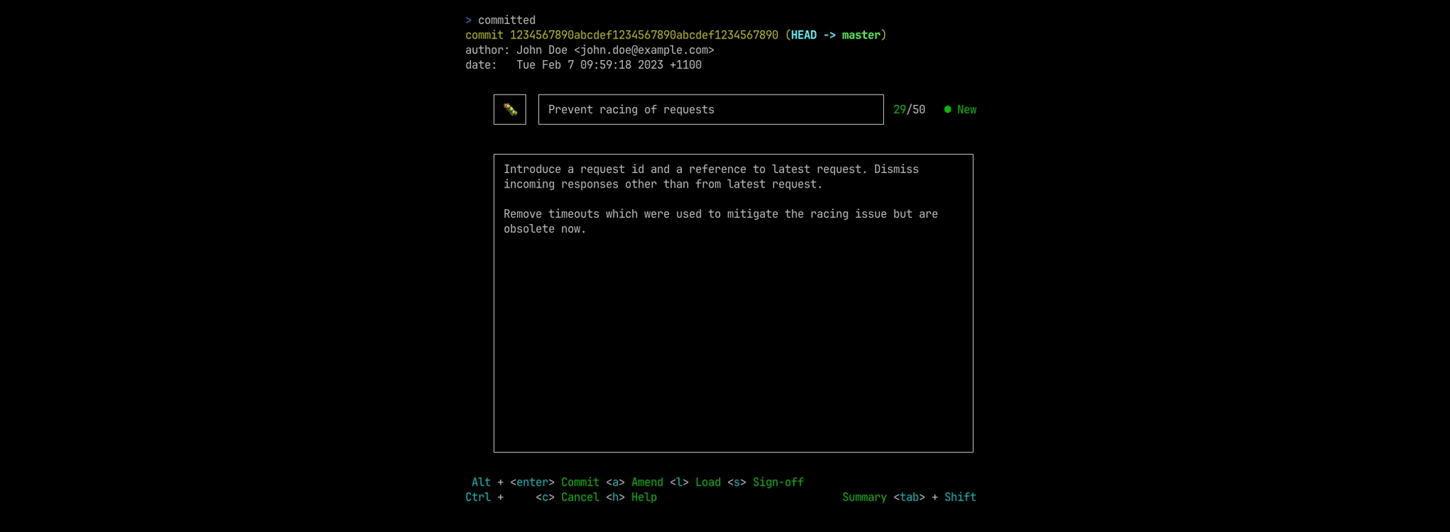 > committed
commit 1234567890abcdef1234567890abcdef1234567890 (HEAD -> master)
author: John Doe <john.doe@example.com>
date:   Tue Feb 7 09:59:18 2023 +1100
🐛 Prevent racing of requests 29/50 ● New
Introduce a request id and a reference to latest request. Dismiss
incoming responses other than from latest request.
Remove timeouts which were used to mitigate the racing issue but are
obsolete now.
Alt + <enter> Commit <a> Amend <l> Load <s> Sign-off
Ctrl +     <c> Cancel <h> Help Summary <tab> + Shift